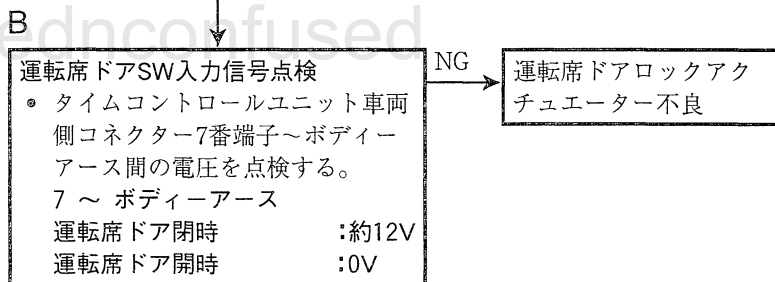 ednconfused
B
運転席ドアSW入力信号点検
● タイムコントロールユニット車両
側コネクター7番端子～ボディー
アース間の電圧を点検する。
7 ～ ボディーアース
運転席ドア閉時 :約12V
運転席ドア開時 :0V
NG
運転席ドアロックアク
チュエーター不良